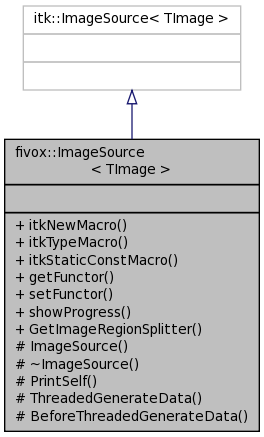 itk::ImageSource< TImage >
fivox::ImageSource
< TImage >
+ itkNewMacro()
+ itkTypeMacro()
+ itkStaticConstMacro()
+ getFunctor()
+ setFunctor()
+ showProgress()
+ GetImageRegionSplitter()
# ImageSource()
# ~ImageSource()
# PrintSelf()
# ThreadedGenerateData()
# BeforeThreadedGenerateData()